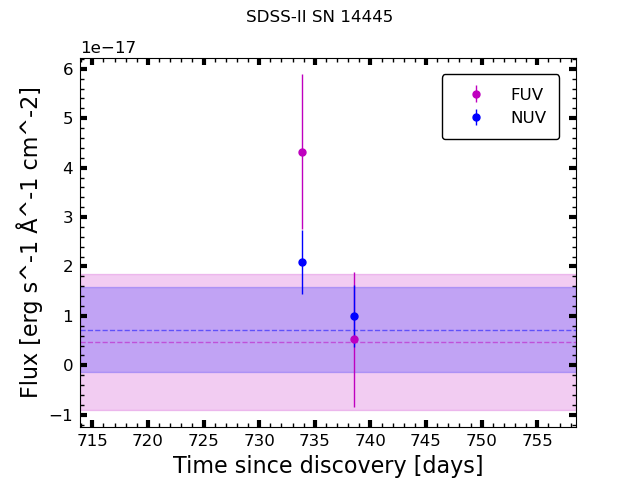 SDSS-II SN 14445
1e−17
6
5
4
3
2
1
0
−1
Flux [erg s^-1 Å^-1 cm^-2]
FUV
NUV
715 720 725 730 735 740 745 750 755
Time since discovery [days]